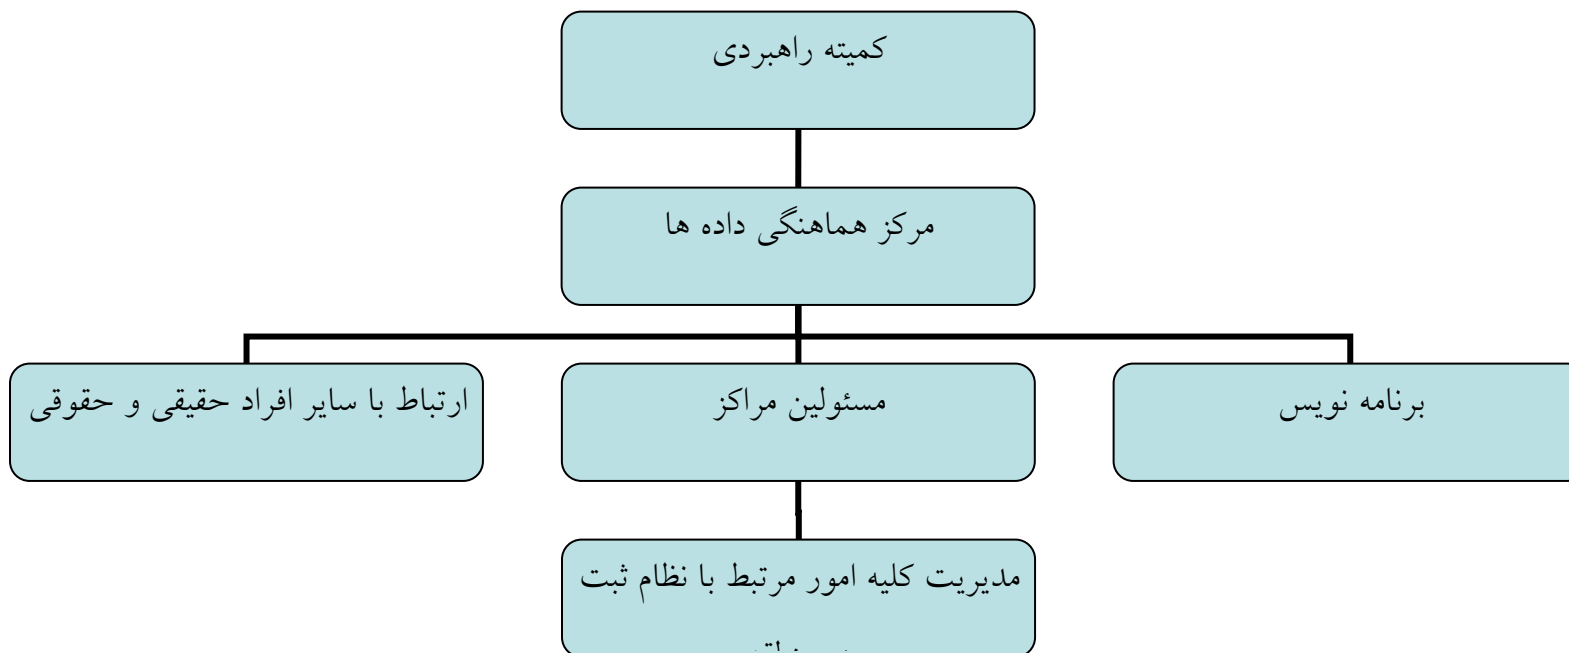 کمیته راهبردی
مرکز هماهنگی داده ها
برنامه نویس
مسئولین مراکز
ارتباط با سایر افراد حقیقی و حقوقی
مدیریت کلیه امور مرتبط با نظام ثبت